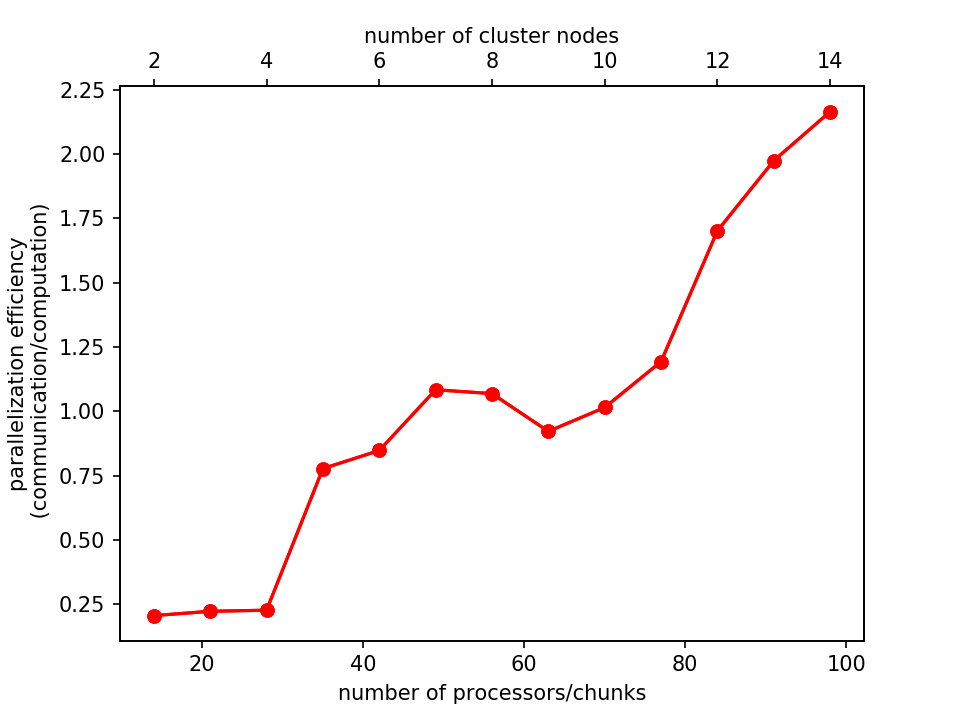 number of cluster nodes
2 4 6 8 10 12 14
2.25
2.00
1.75
1.50
1.25
1.00
0.75
0.50
0.25
parallelization efficiency
(communication/computation)
20 40 60 80 100
number of processors/chunks